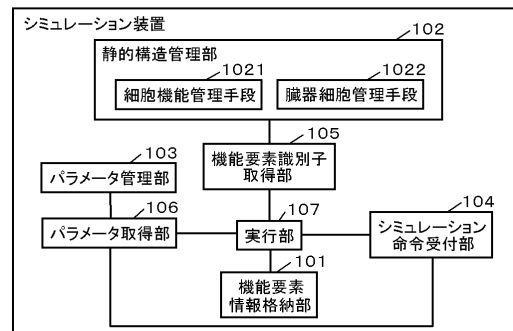 シミュレーション装置
102
静的構造管理部
1021
1022
細胞機能管理手段
臓器細胞管理手段
105
103
機能要素識別子
取得部
パラメータ管理部
104
106
107
シミュレーション
命令受付部
パラメータ取得部
実行部
101
機能要素
情報格納部